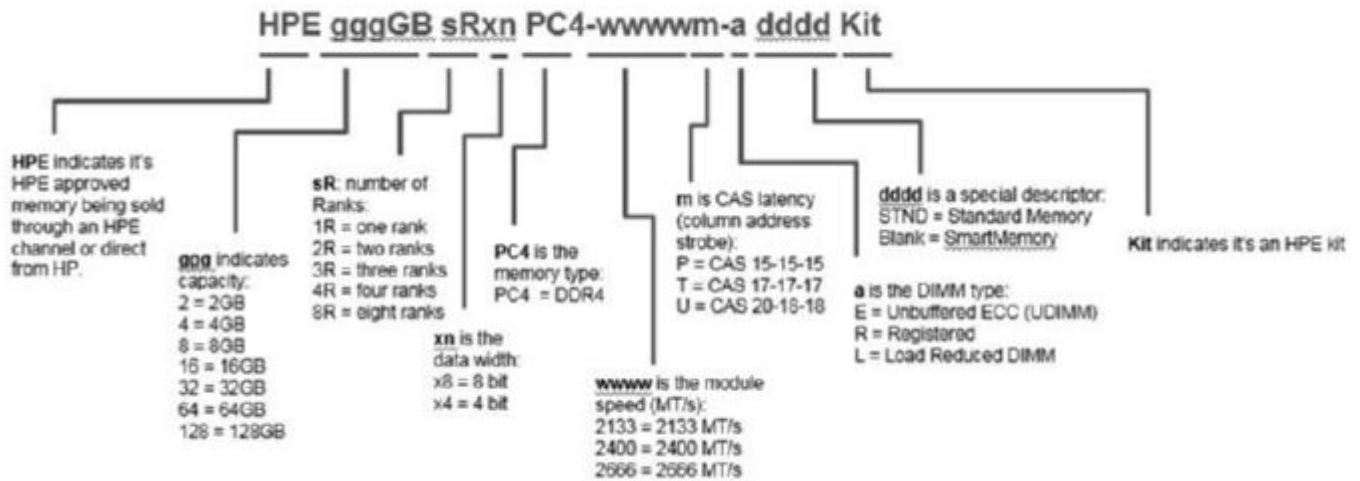 HPE gggGB sRxn PC4-wwwwm-a dddd Kit
HPE indicates it's
HPE approved
memory being sold
through an HPE
channel or direct
from HP.
ggg indicates
capacity:
2 = 2GB
4 = 4GB
8 = 8GB
16 = 16GB
32 = 32GB
64 = 64GB
128 = 128GB
sR: number of
Ranks:
1R = one rank
2R = two ranks
3R = three ranks
4R = four ranks
8R = eight ranks
xn is the
data width:
x8 = 8 bit
x4 = 4 bit
PC4 is the
memory type:
PC4 = DDR4
wwww is the module
speed (MT/s):
2133 = 2133 MT/s
2400 = 2400 MT/s
2666 = 2666 MT/s
m is CAS latency
(column address
strobe):
P = CAS 15-15-15
T = CAS 17-17-17
U = CAS 20-18-18
a is the DIMM type:
E = Unbuffered ECC (UDIMM)
R = Registered
L = Load Reduced DIMM
dddd is a special descriptor:
STND = Standard Memory
Blank = SmartMemory
Kit indicates it's an HPE kit